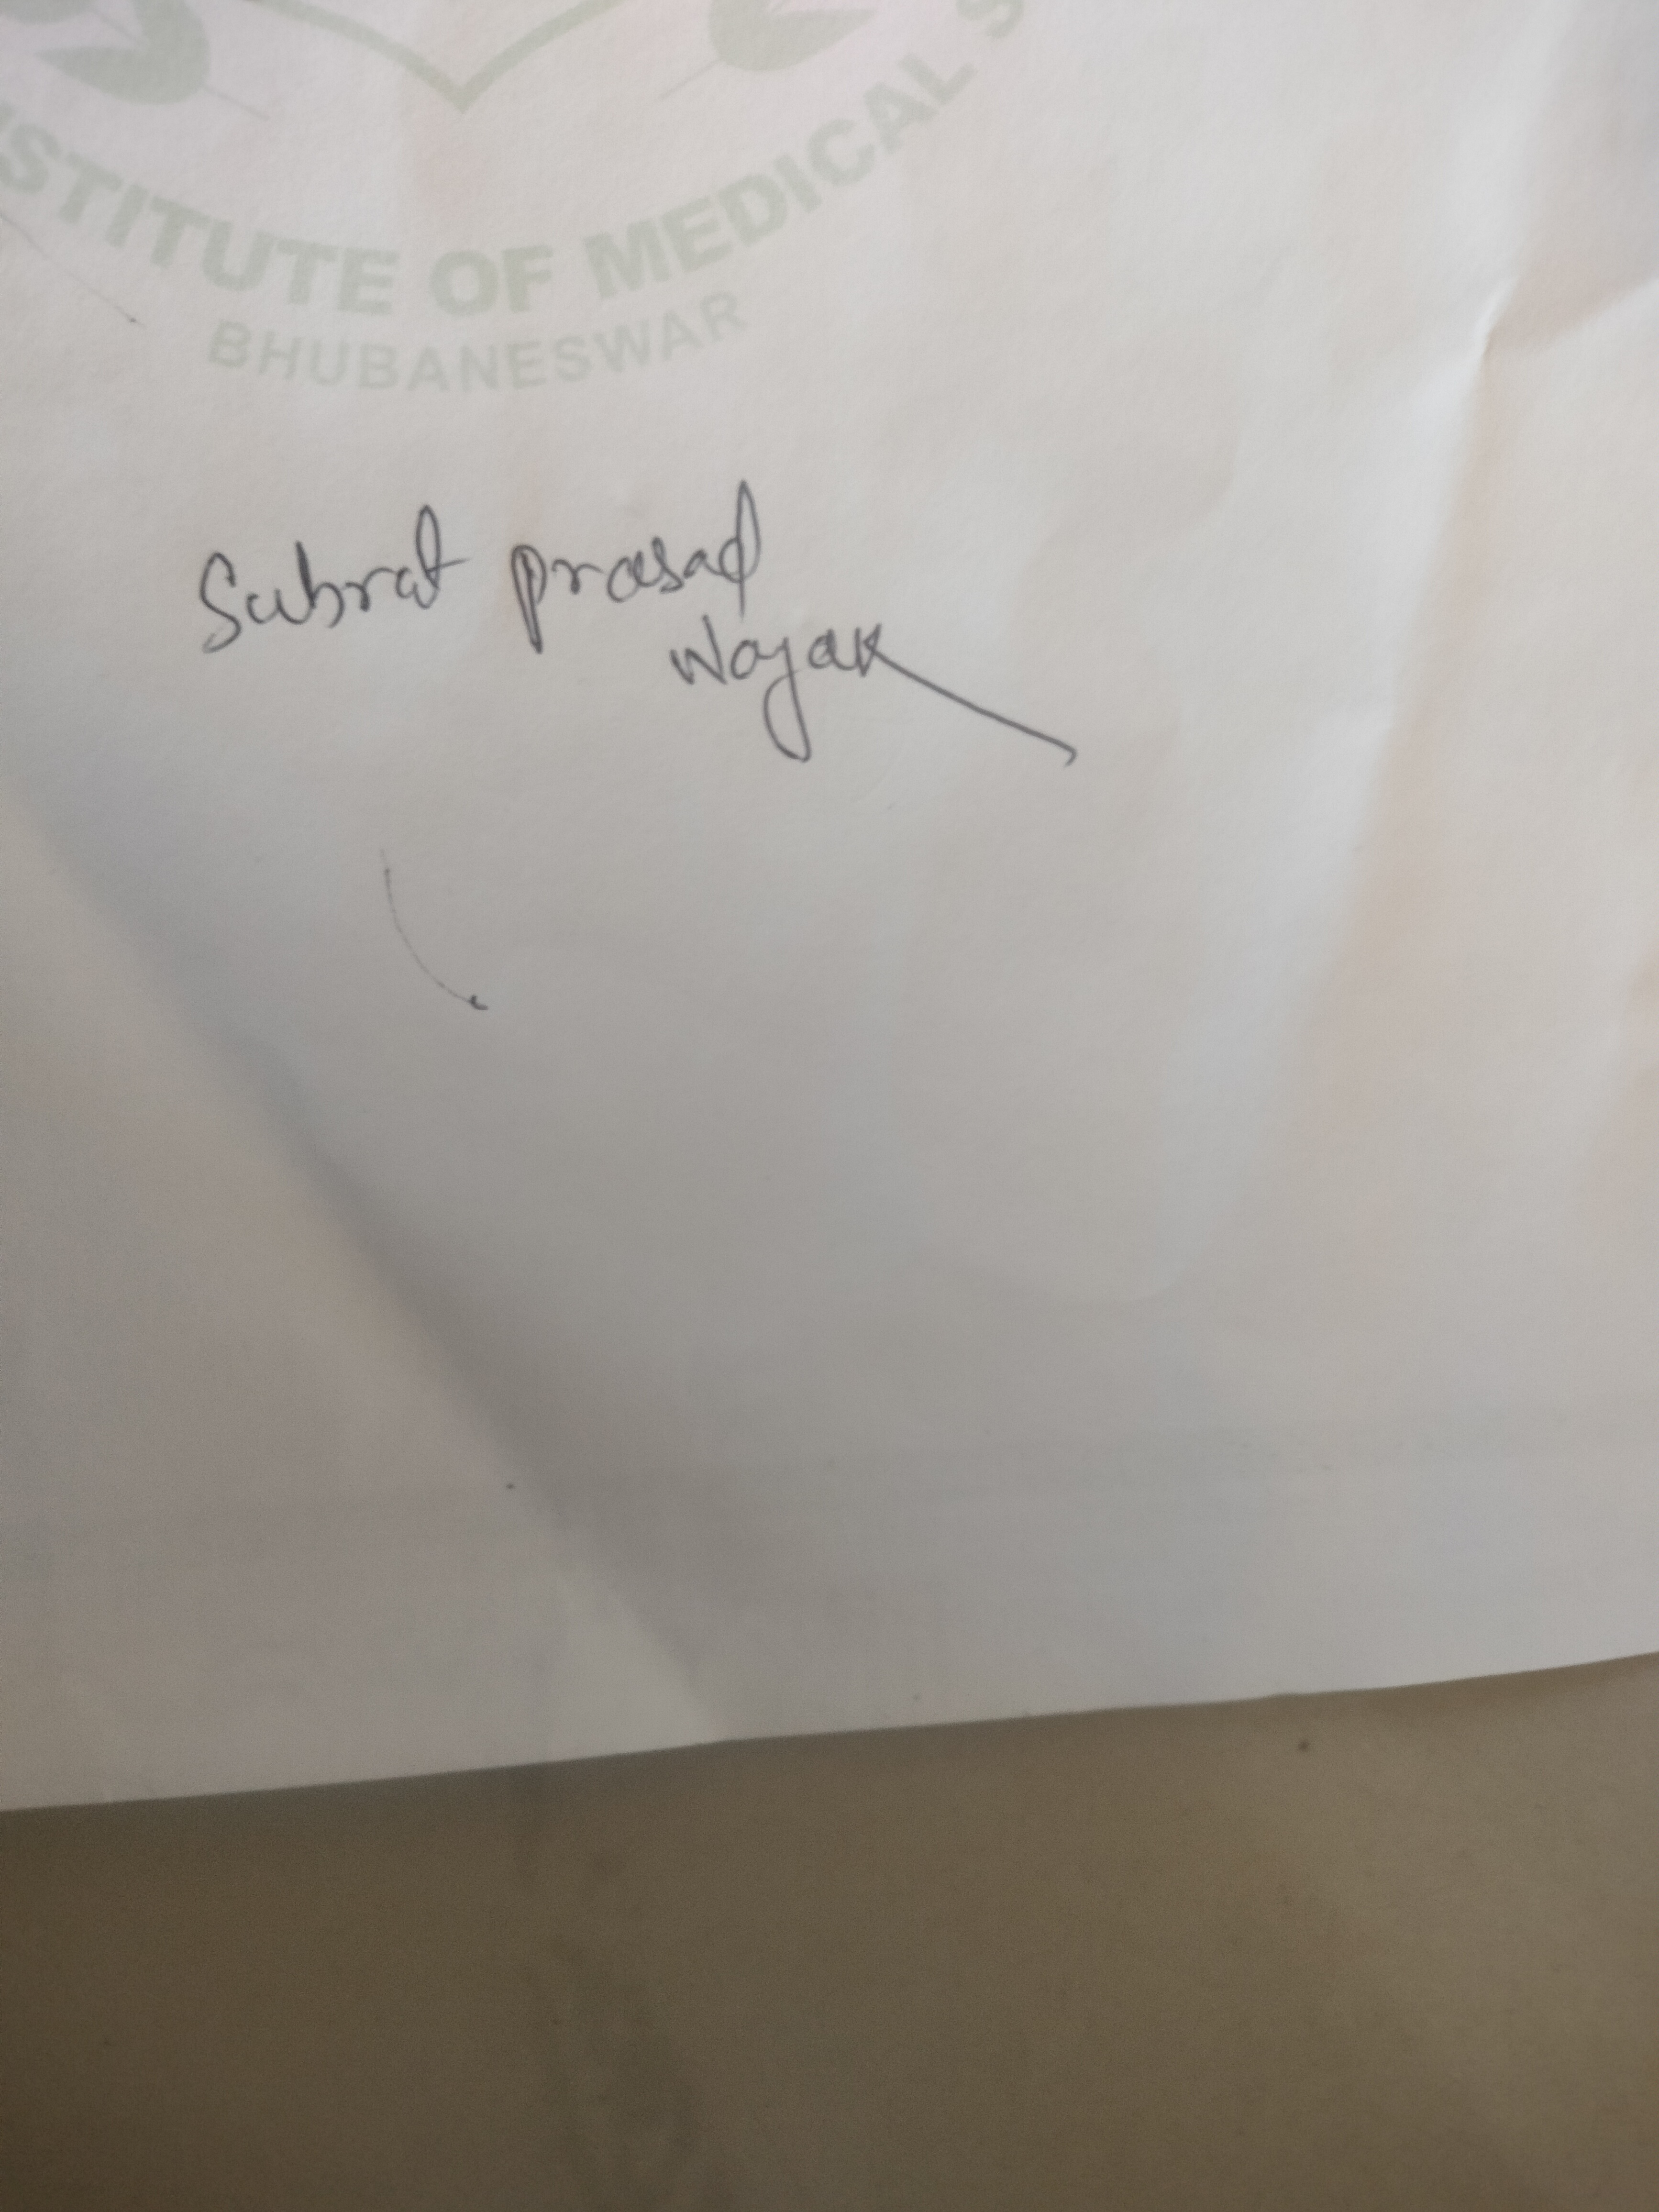 STITUTE OF MEDICAL S
BHUBANESWAR
Subrat prasad
Nayak